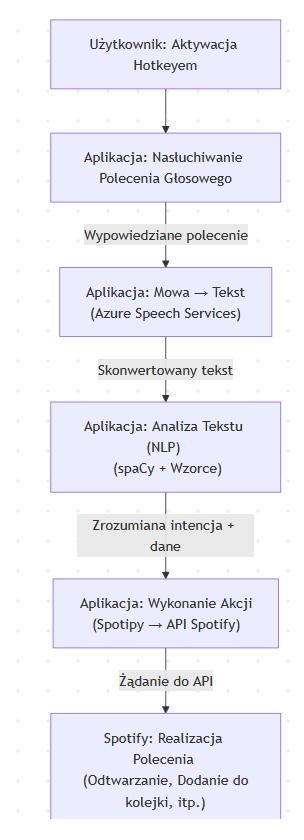 Użytkownik: Aktywacja
Hotkeyem
Aplikacja: Nasłuchiwanie
Polecenia Głosowego
Wypowiedziane polecenie
Aplikacja: Mowa → Tekst
(Azure Speech Services)
Skonwertowany tekst
Aplikacja: Analiza Tekstu
(NLP)
(spaCy + Wzorce)
Zrozumiana intencja +
dane
Aplikacja: Wykonanie Akcji
(Spotipy → API Spotify)
Żądanie do API
Spotify: Realizacja
Polecenia
(Odtwarzanie, Dodanie do
kolejki, itp.)